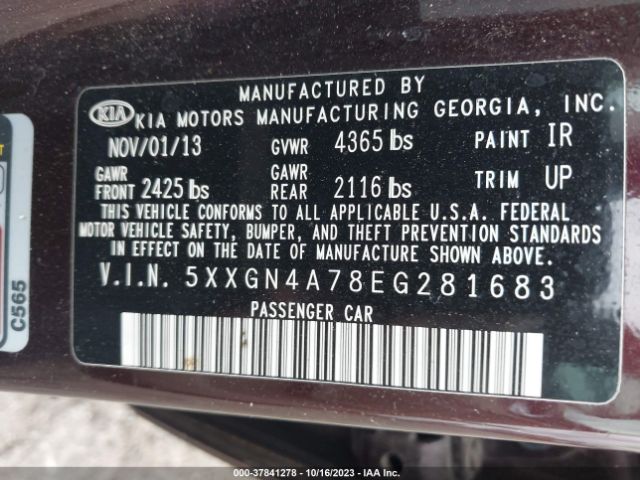 MANUFACTURED BY
KIA KIA MOTORS MANUFACTURING GEORGIA, INC.
NOV/01/13 GVWR 4365 lbs PAINT IR
GAWR FRONT 2425 lbs GAWR REAR 2116 lbs TRIM UP
THIS VEHICLE CONFORMS TO ALL APPLICABLE U.S.A. FEDERAL
MOTOR VEHICLE SAFETY, BUMPER, AND THEFT PREVENTION STANDARDS
IN EFFECT ON THE DATE OF MANUFACTURE SHOWN ABOVE.
V.I.N. 5XXGN4A78EG281683
PASSENGER CAR
C565
000-37841278 | 10/16/2023 | IAA Inc.